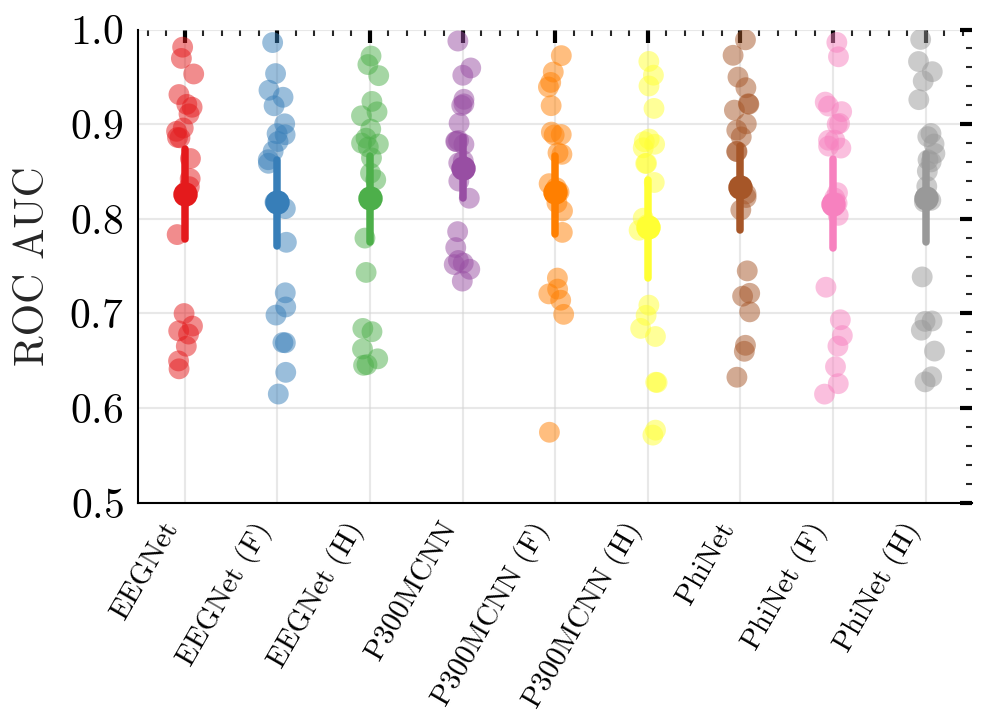 1.0
0.9
0.8
0.7
0.6
0.5
ROC AUC
EEGNet
EEGNet (F)
EEGNet (H)
P300MCNN
P300MCNN (F)
P300MCNN (H)
PhiNet
PhiNet (F)
PhiNet (H)